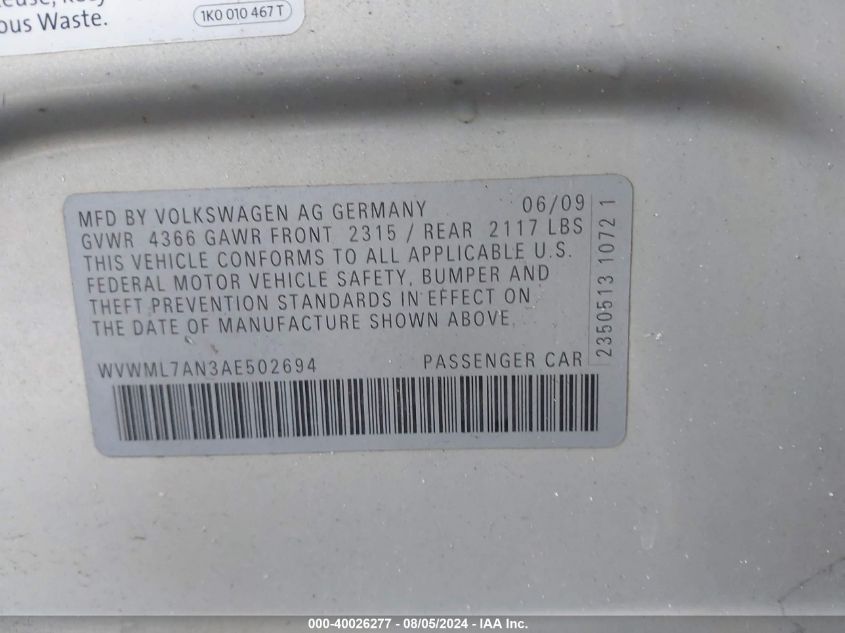 ous Waste.
1K0 010 467 T
06/09
MFD BY VOLKSWAGEN AG GERMANY
GVWR 4366 GAWR FRONT 2315 / REAR 2117 LBS
THIS VEHICLE CONFORMS TO ALL APPLICABLE U.S.
FEDERAL MOTOR VEHICLE SAFETY, BUMPER AND
THEFT PREVENTION STANDARDS IN EFFECT ON
THE DATE OF MANUFACTURE SHOWN ABOVE.
WVWML7AN3AE502694 PASSENGER CAR
2350513 1072 1
000-40026277 - 08/05/2024 - IAA Inc.